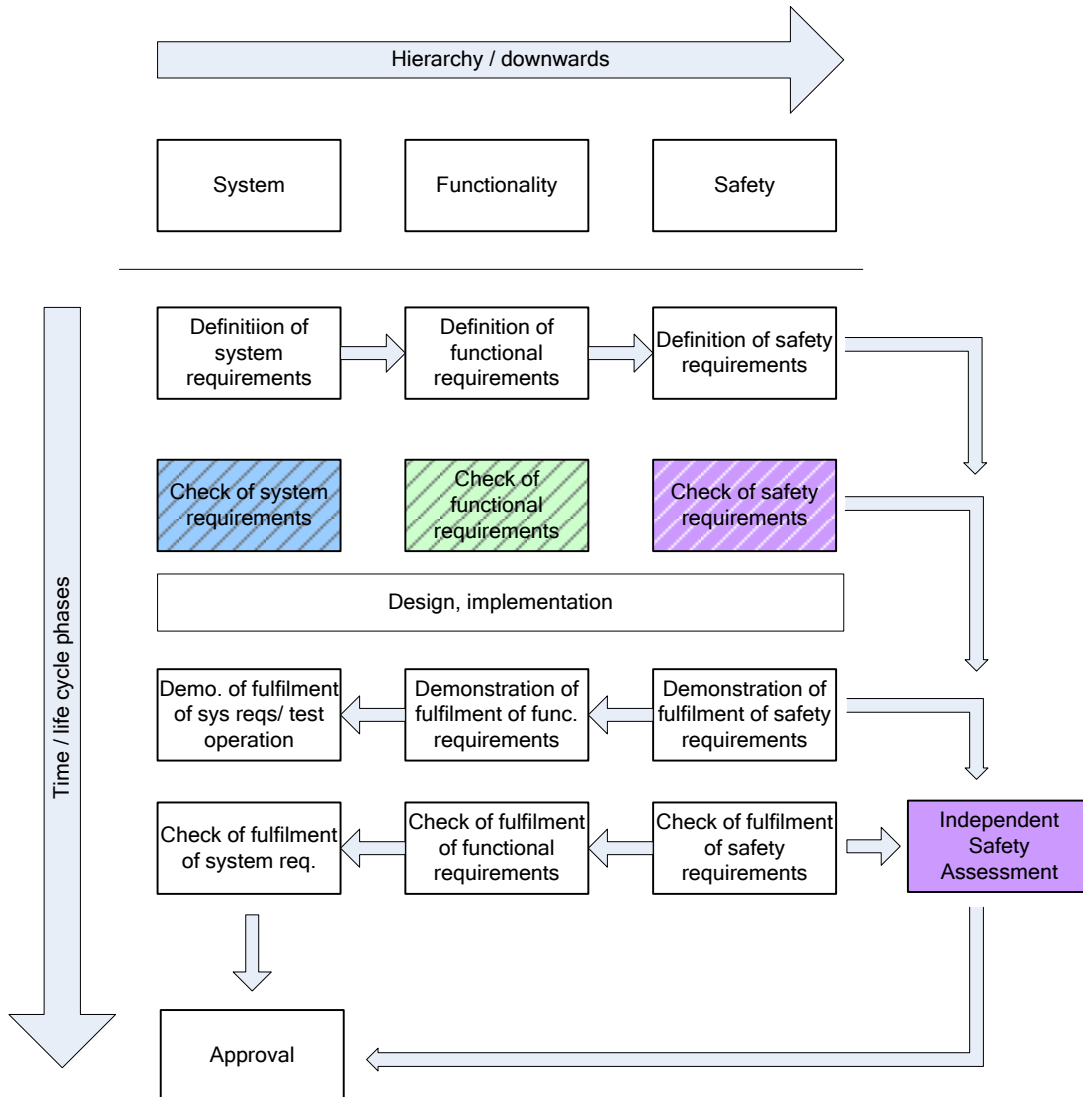 Hierarchy / downwards
System
Functionality
Safety
Definitiion of
system
requirements
Definition of
functional
requirements
Definition of safety
requirements
Check of system
requirements
Check of
functional
requirements
Check of safety
requirements
Design, implementation
Time / life cycle phases
Demo. of fulfilment
of sys reqs/ test
operation
Demonstration of
fulfilment of func.
requirements
Demonstration of
fulfilment of safety
requirements
Check of fulfilment
of system req.
Check of fulfilment
of functional
requirements
Check of fulfilment
of safety
requirements
Independent
Safety
Assessment
Approval